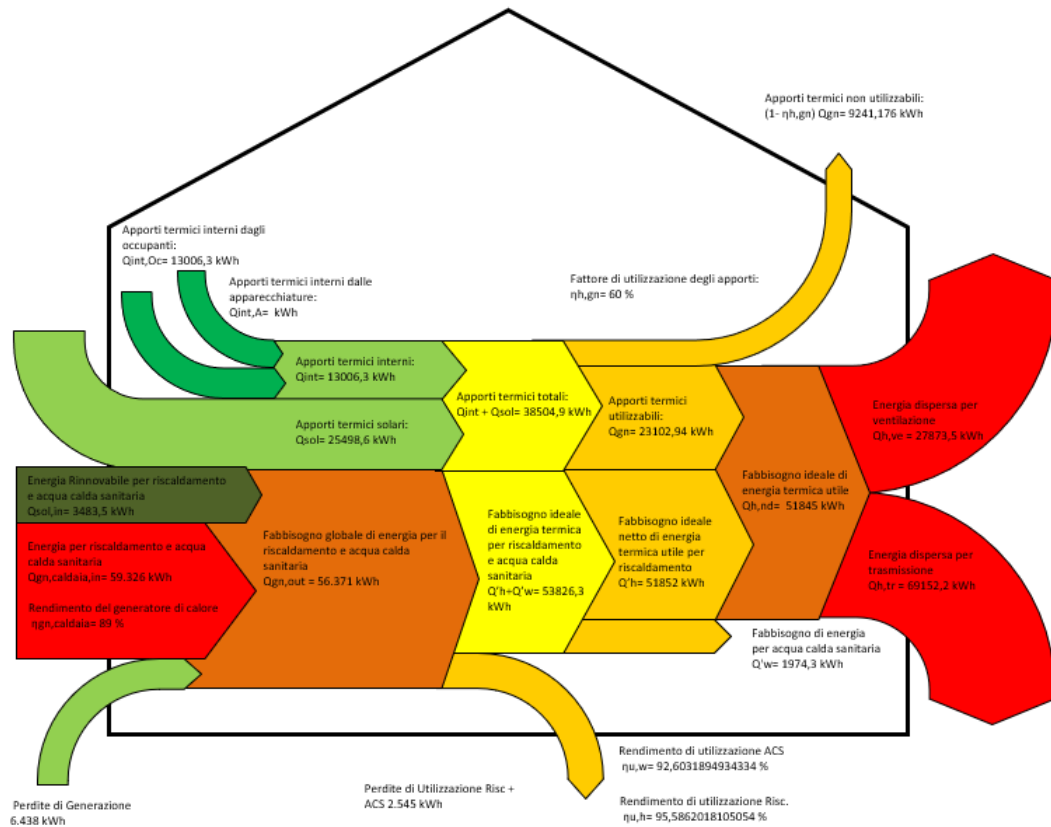 Apporti termici non utilizzabili:
(1- ηh,gn) Qgn= 9241,176 kWh
Apporti termici interni dagli
occupanti:
Qint,Oc= 13006,3 kWh
Apporti termici interni dalle
apparecchiature:
Qint,A= kWh
Fattore di utilizzazione degli apporti:
ηh,gn= 60 %
Apporti termici interni:
Qint= 13006,3 kWh
Apporti termici totali:
Qint + Qsol= 38504,9 kWh
Apporti termici
utilizzabili:
Qgn= 23102,94 kWh
Energia dispersa per
ventilazione
Qh,ve = 27873,5 kWh
Apporti termici solari:
Qsol= 25498,6 kWh
Energia Rinnovabile per riscaldamento
e acqua calda sanitaria
Qsol,in= 3483,5 kWh
Fabbisogno ideale di
energia termica utile
Qh,nd= 51845 kWh
Energia per riscaldamento e acqua
calda sanitaria
Qgn,caldaia,in= 59.326 kWh
Rendimento del generatore di calore
ηgn,caldaia= 89 %
Fabbisogno globale di energia per il
riscaldamento e acqua calda
sanitaria
Qgn,out = 56.371 kWh
Fabbisogno ideale
di energia termica
per riscaldamento
e acqua calda
sanitaria
Q'h+Q'w= 53826,3
kWh
Fabbisogno ideale
netto di energia
termica utile per
riscaldamento
Q'h= 51852 kWh
Energia dispersa per
trasmissione
Qh,tr = 69152,2 kWh
Fabbisogno di energia
per acqua calda sanitaria
Q'w= 1974,3 kWh
Rendimento di utilizzazione ACS
ηu,w= 92,6031894934334 %
Perdite di Utilizzazione Risc +
ACS 2.545 kWh
Perdite di Generazione
6.438 kWh
Rendimento di utilizzazione Risc.
ηu,h= 95,5862018105054 %